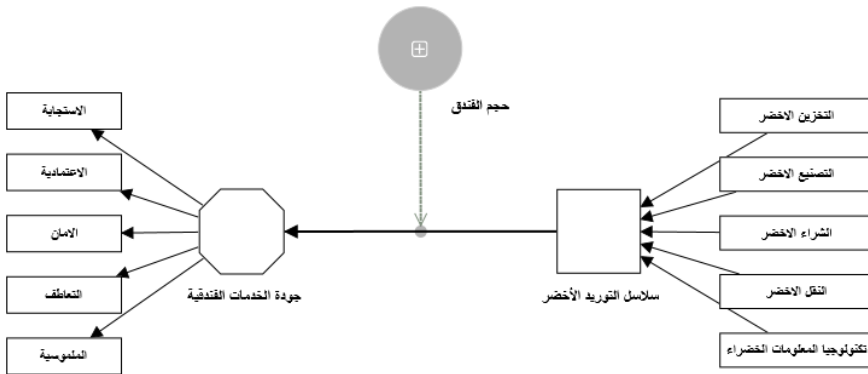 حجم الفندق
التخزين الاخضر
التصنيع الاخضر
الشراء الاخضر
النقل الاخضر
تكنولوجيا المعلومات الخضراء
سلاسل التوريد الأخضر
جودة الخدمات الفندقية
الاستجابة
الاعتمادية
الامان
التعاطف
الملموسية